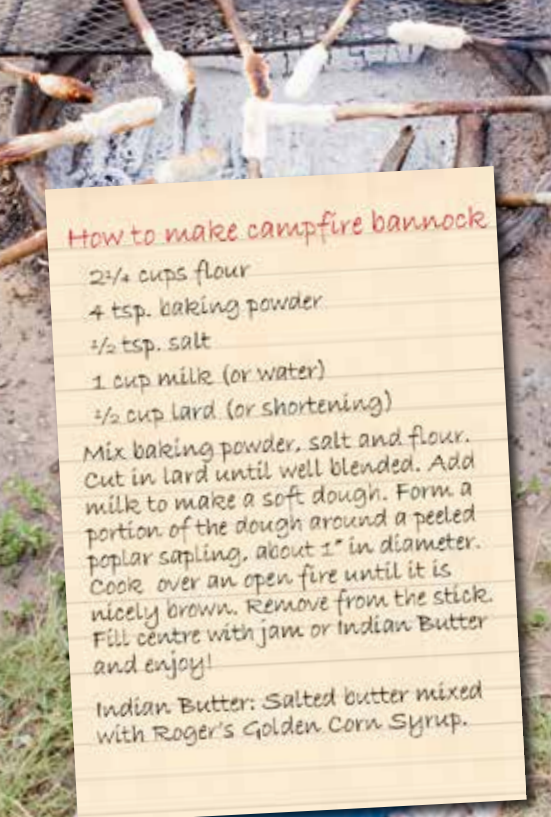 How to make campfire bannock
2¼ cups flour
4 tsp. baking powder
½ tsp. salt
1 cup milk (or water)
½ cup lard (or shortening)
Mix baking powder, salt and flour.
Cut in lard until well blended. Add
milk to make a soft dough. Form a
portion of the dough around a peeled
poplar sapling, about 1" in diameter.
Cook over an open fire until it is
nicely brown. Remove from the stick.
Fill centre with jam or Indian Butter
and enjoy!
Indian Butter: Salted butter mixed
with Roger's Golden Corn Syrup.